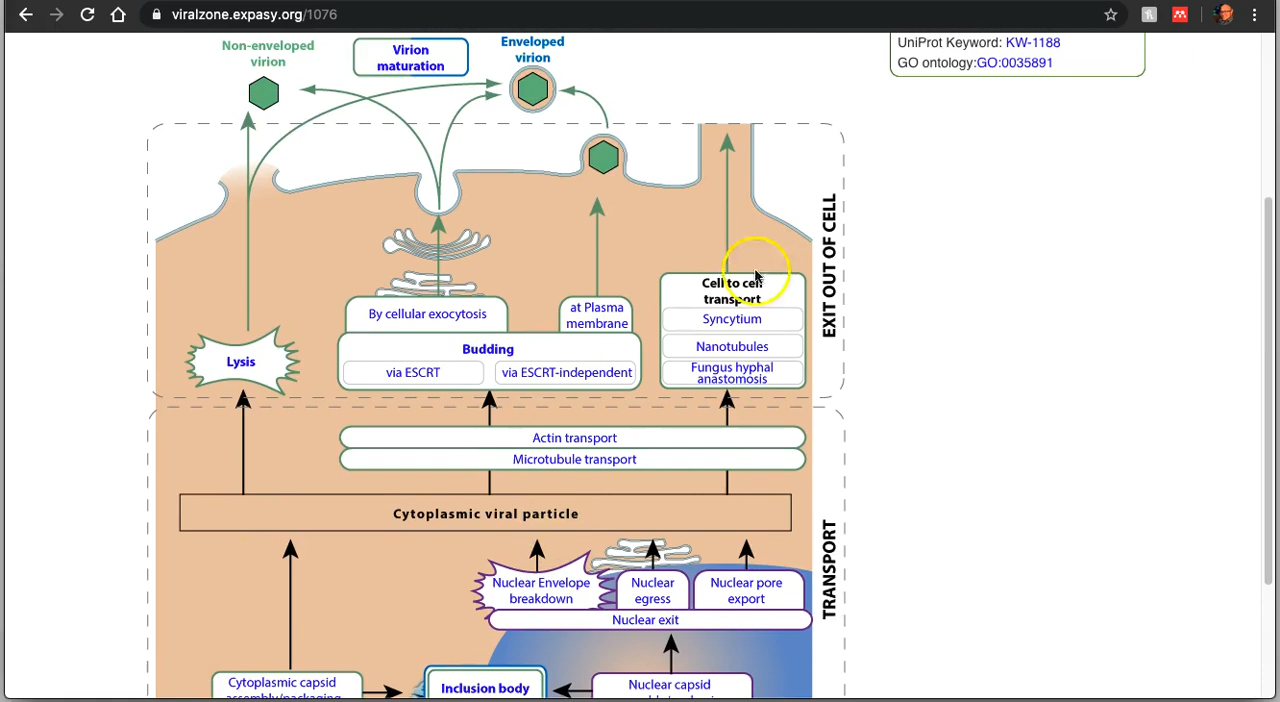 viralzone.expasy.org/1076
UniProt Keyword: KW-1188
GO ontology:GO:0035891
Non-enveloped
virion
Virion
maturation
Enveloped
virion
EXIT OUT OF CELL
Cell to cell
transport
Syncytium
Nanotubules
Fungus hyphal
anastomosis
By cellular exocytosis
at Plasma
membrane
Budding
via ESCRT
via ESCRT-independent
Lysis
Actin transport
Microtubule transport
Cytoplasmic viral particle
TRANSPORT
Nuclear Envelope
breakdown
Nuclear
egress
Nuclear pore
export
Nuclear exit
Cytoplasmic capsid
assembly/packaging
Inclusion body
Nuclear capsid